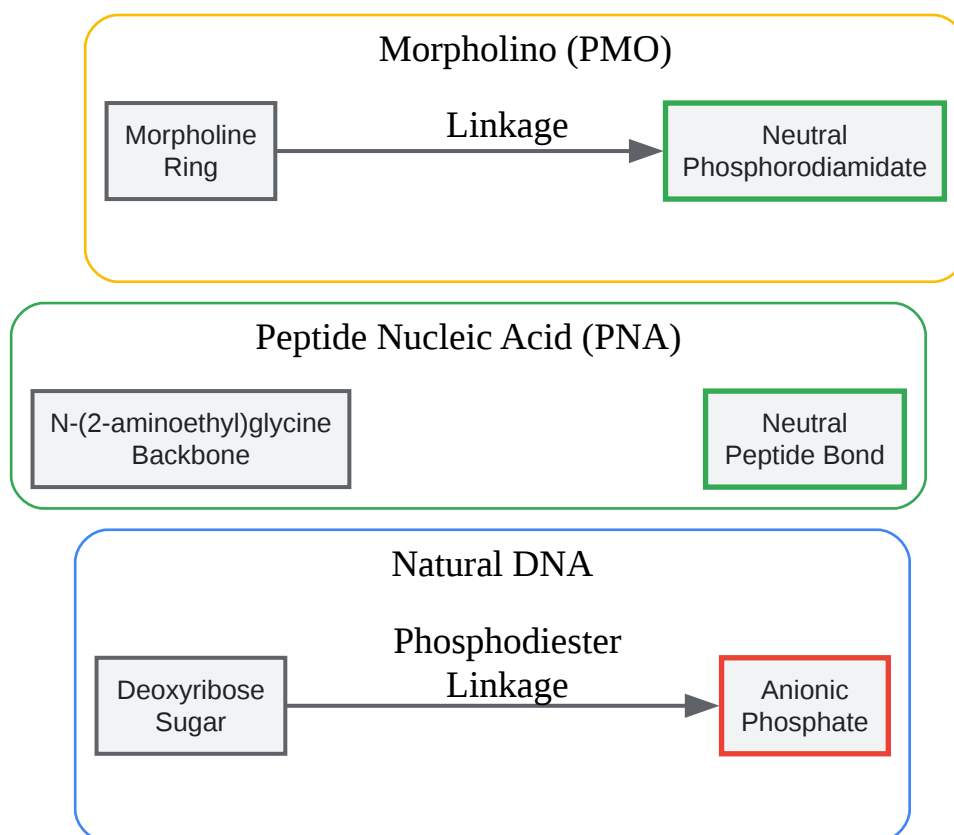 Morpholino (PMO)
Linkage
Morpholine
Ring
Neutral
Phosphorodiamidate
Peptide Nucleic Acid (PNA)
N-(2-aminoethyl)glycine
Backbone
Neutral
Peptide Bond
Natural DNA
Phosphodiester
Linkage
Deoxyribose
Sugar
Anionic
Phosphate